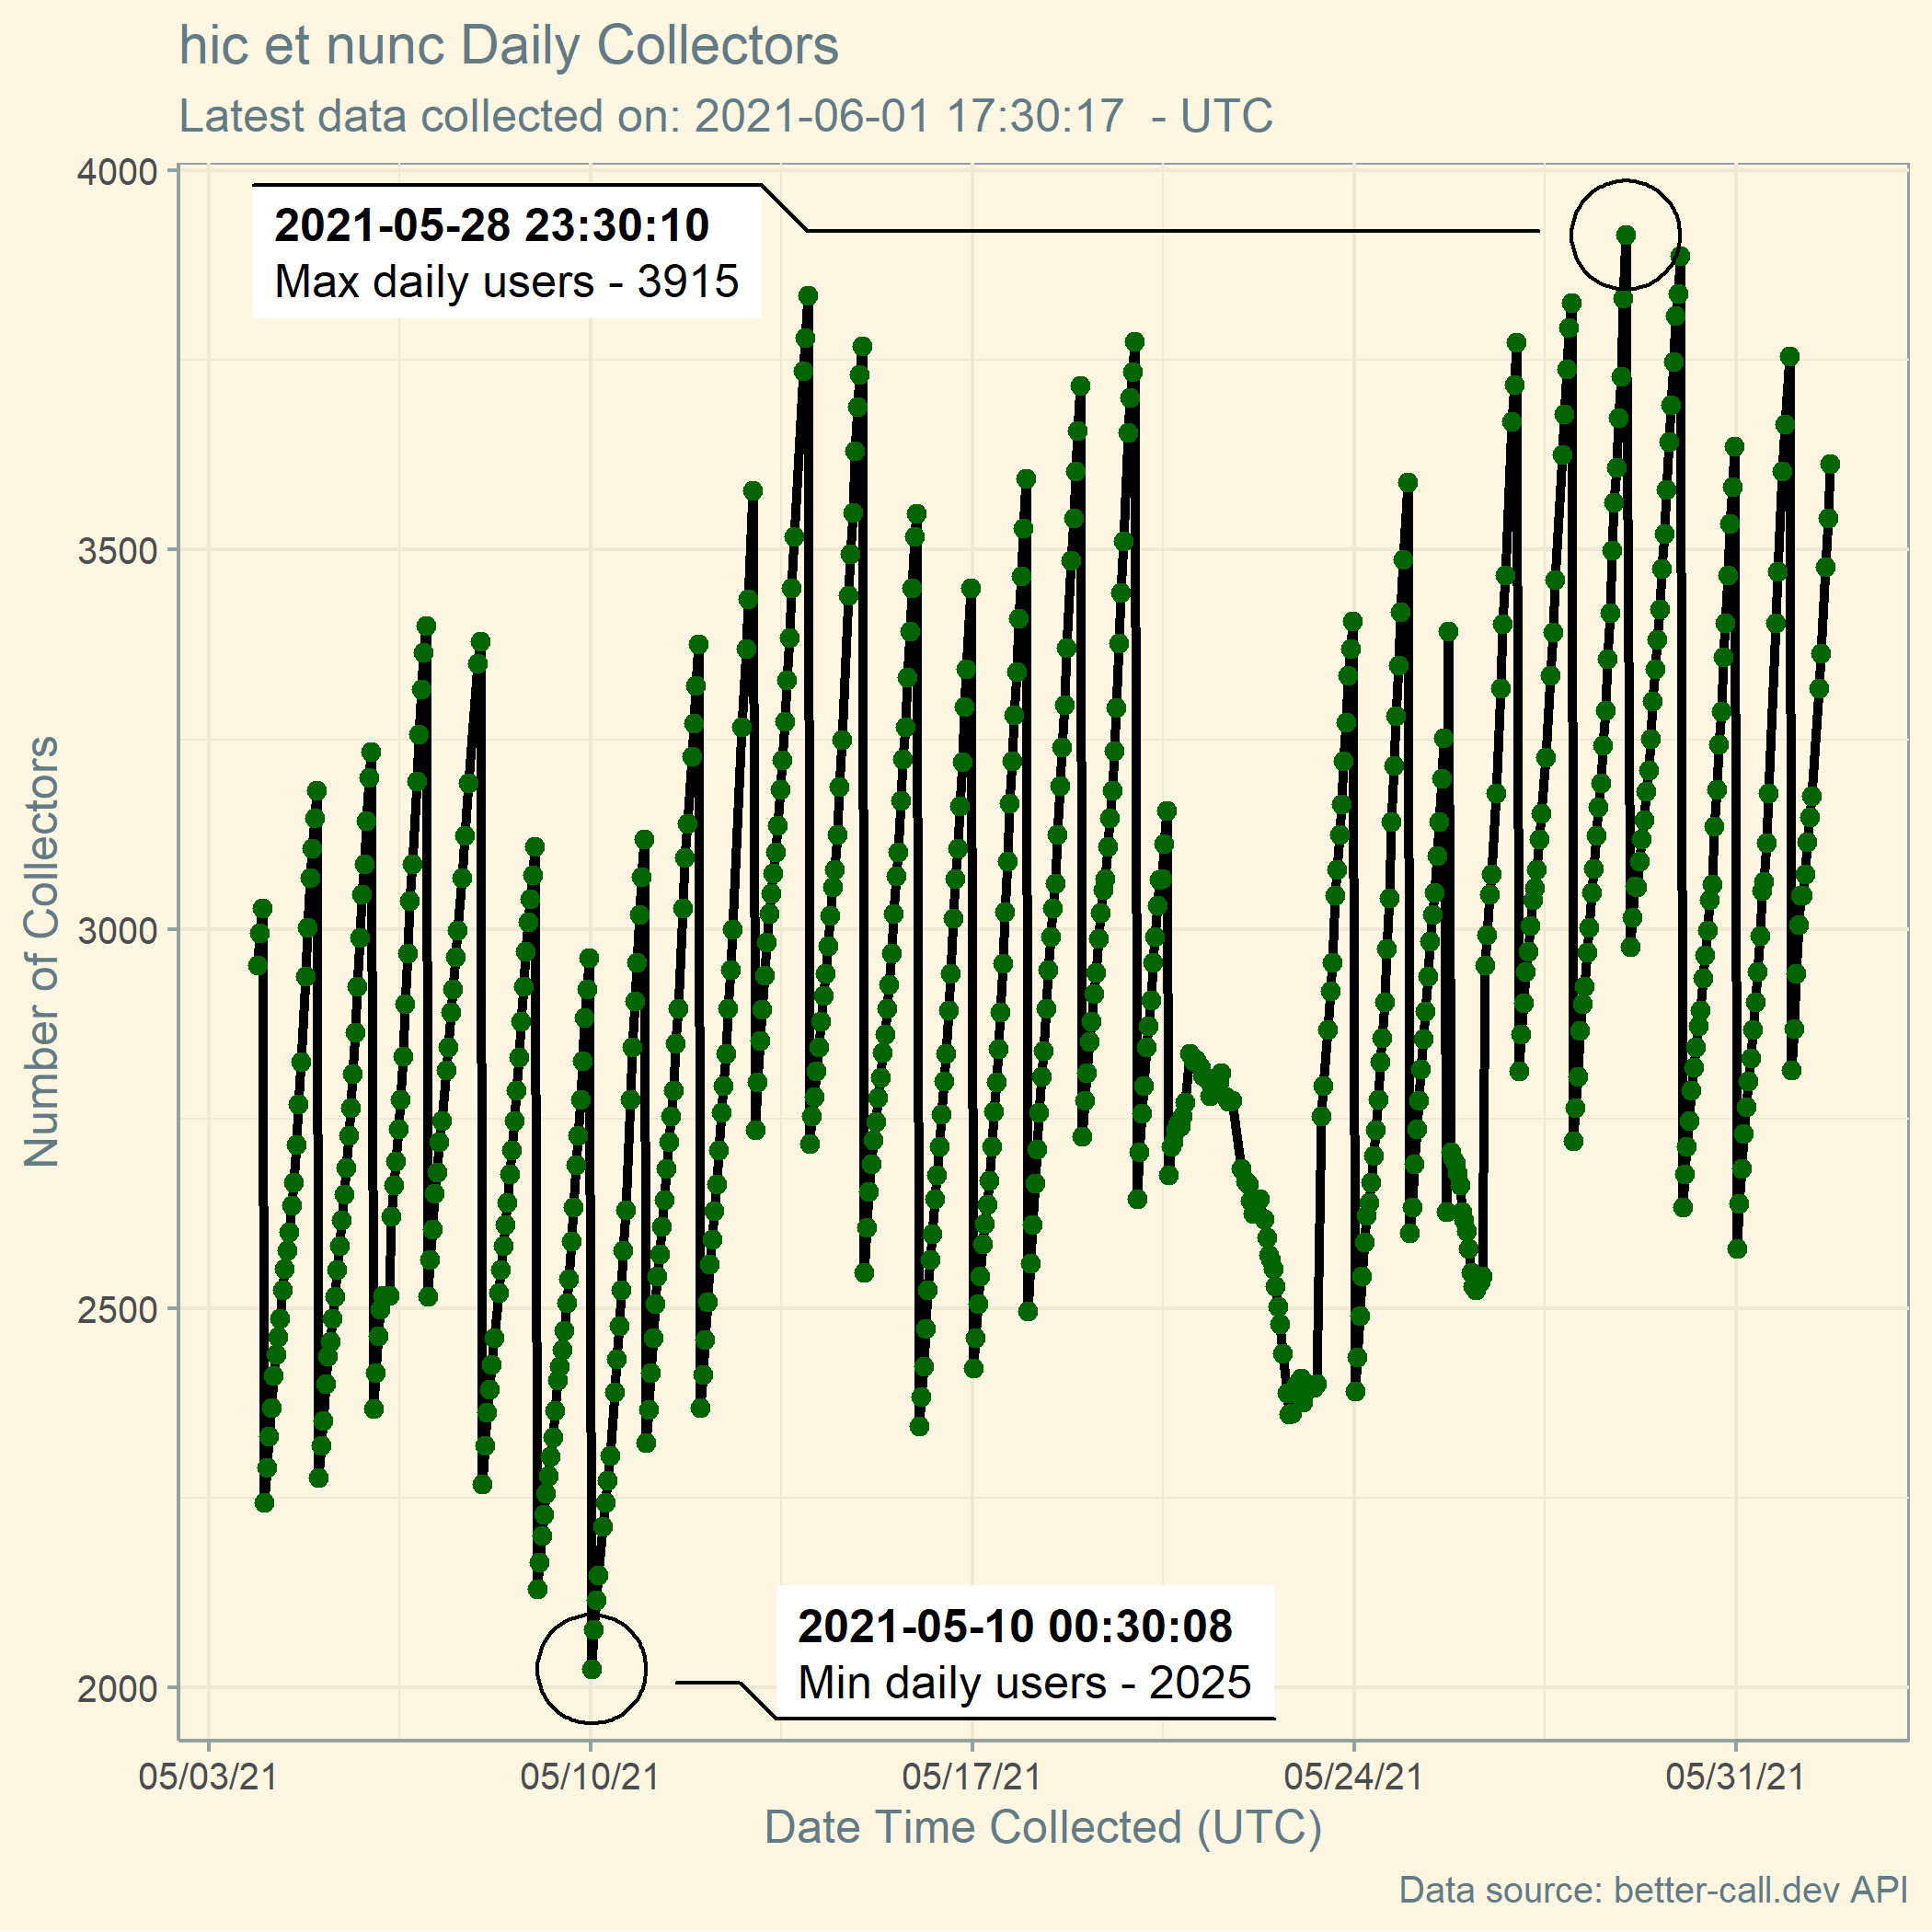 hic et nunc Daily Collectors
Latest data collected on: 2021-06-01 17:30:17  - UTC
4000
3500
3000
2500
2000
Number of Collectors
2021-05-28 23:30:10
Max daily users - 3915
2021-05-10 00:30:08
Min daily users - 2025
05/03/21 05/10/21 05/17/21 05/24/21 05/31/21
Date Time Collected (UTC)
Data source: better-call.dev API